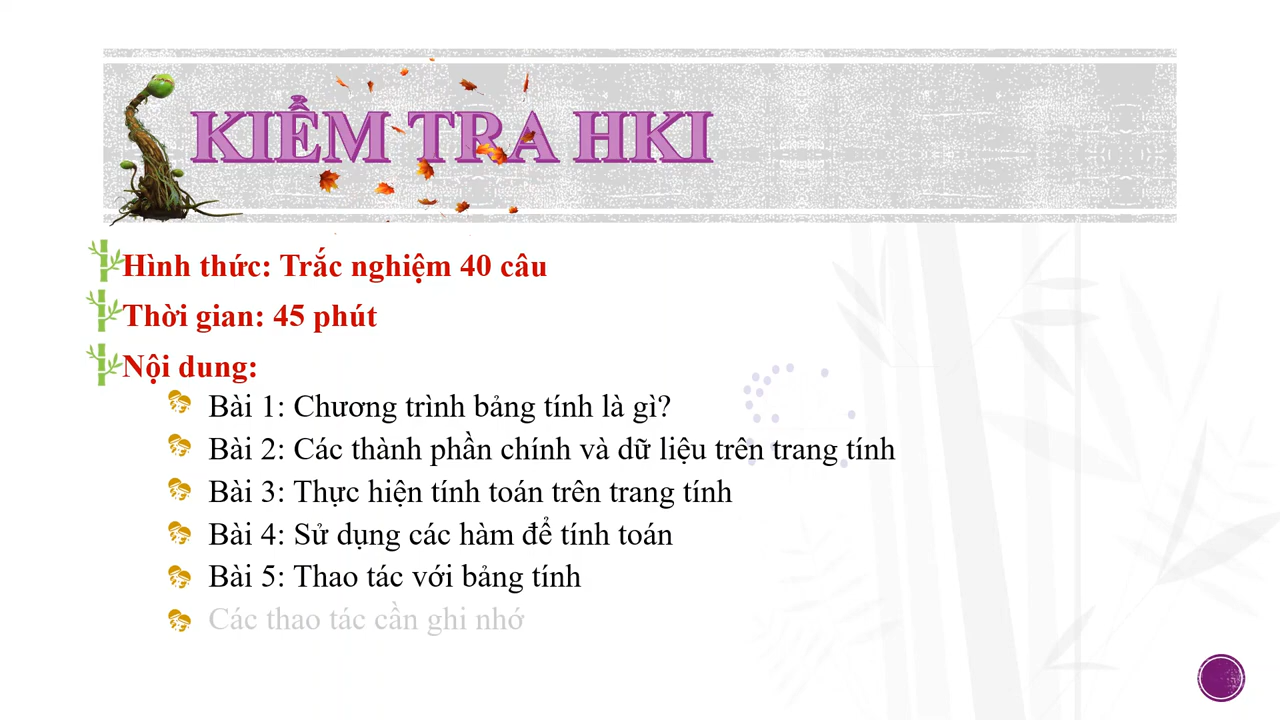 KIỂM TRA HKI
Hình thức: Trắc nghiệm 40 câu
Thời gian: 45 phút
Nội dung:
Bài 1: Chương trình bảng tính là gì?
Bài 2: Các thành phần chính và dữ liệu trên trang tính
Bài 3: Thực hiện tính toán trên trang tính
Bài 4: Sử dụng các hàm để tính toán
Bài 5: Thao tác với bảng tính
Các thao tác cần ghi nhớ